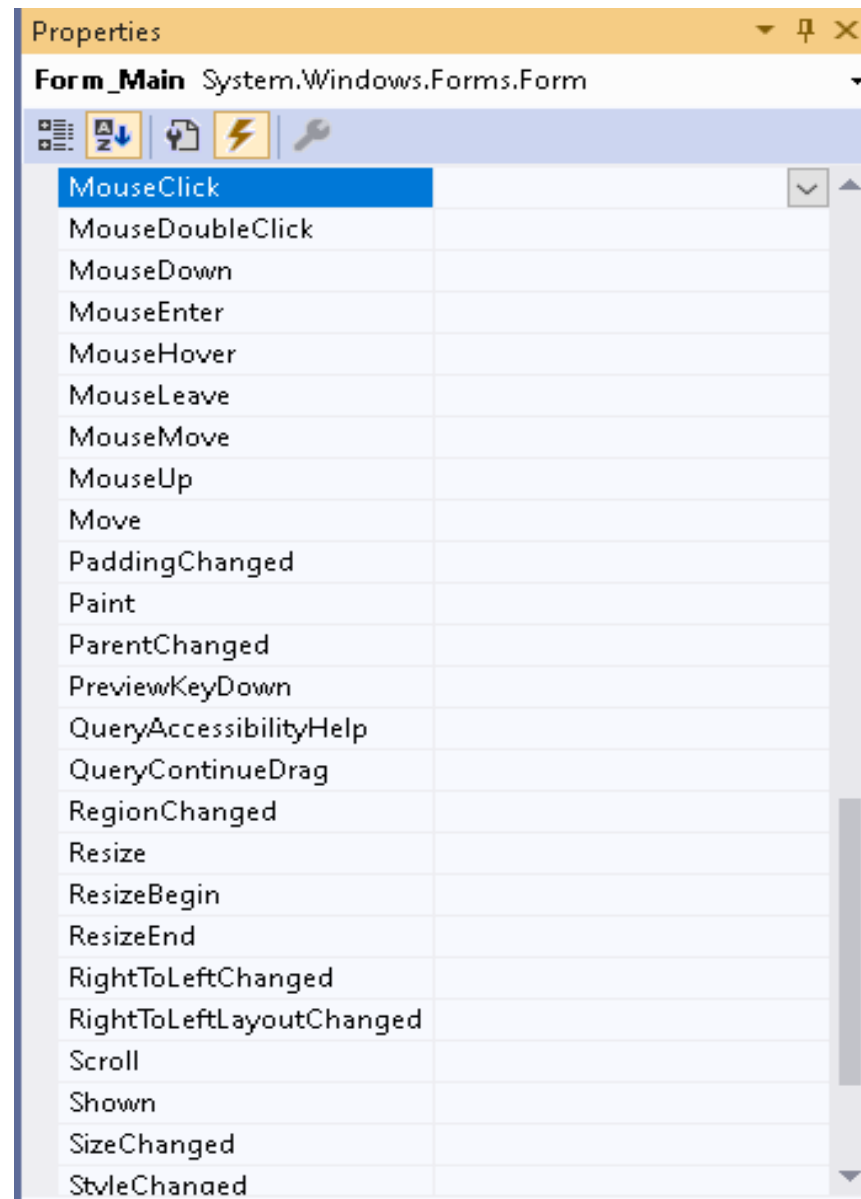 Properties
Form_Main System.Windows.Forms.Form
MouseClick
MouseDoubleClick
MouseDown
MouseEnter
MouseHover
MouseLeave
MouseMove
MouseUp
Move
PaddingChanged
Paint
ParentChanged
PreviewKeyDown
QueryAccessibilityHelp
QueryContinueDrag
RegionChanged
Resize
ResizeBegin
ResizeEnd
RightToLeftChanged
RightToLeftLayoutChanged
Scroll
Shown
SizeChanged
StyleChanged